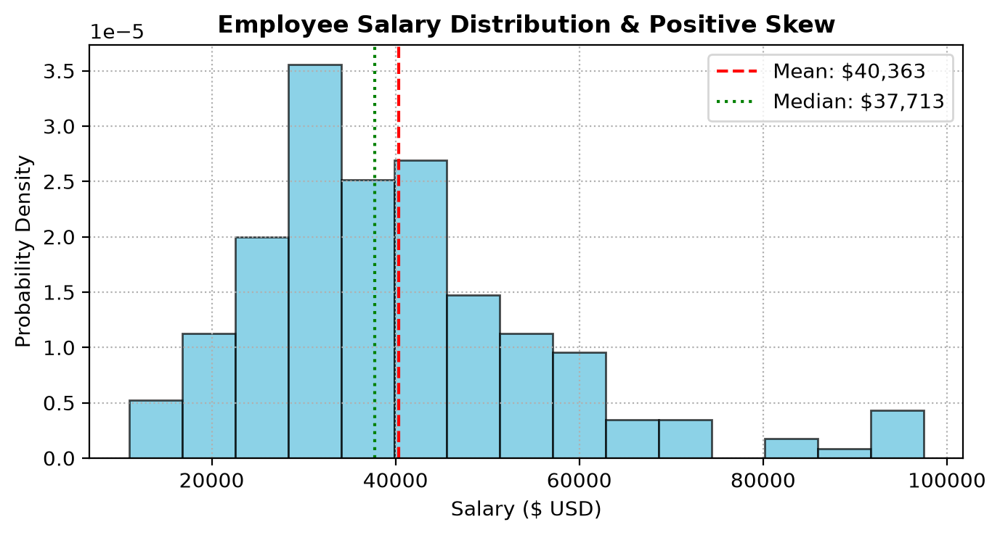 Employee Salary Distribution & Positive Skew
1e−5
Mean: $40,363
Median: $37,713
Probability Density
3.5
3.0
2.5
2.0
1.5
1.0
0.5
0.0
20000 40000 60000 80000 100000
Salary ($ USD)